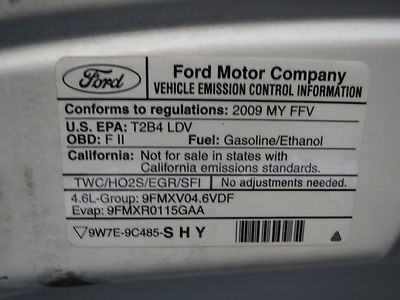 Ford
Ford Motor Company
VEHICLE EMISSION CONTROL INFORMATION
Conforms to regulations: 2009 MY FFV
U.S. EPA: T2B4 LDV
OBD: F II Fuel: Gasoline/Ethanol
California: Not for sale in states with
California emissions standards.
TWC/HO2S/EGR/SFI No adjustments needed.
4.6L-Group: 9FMXV04.6VDF
Evap: 9FMXR0115GAA
9W7E-9C485-S H Y